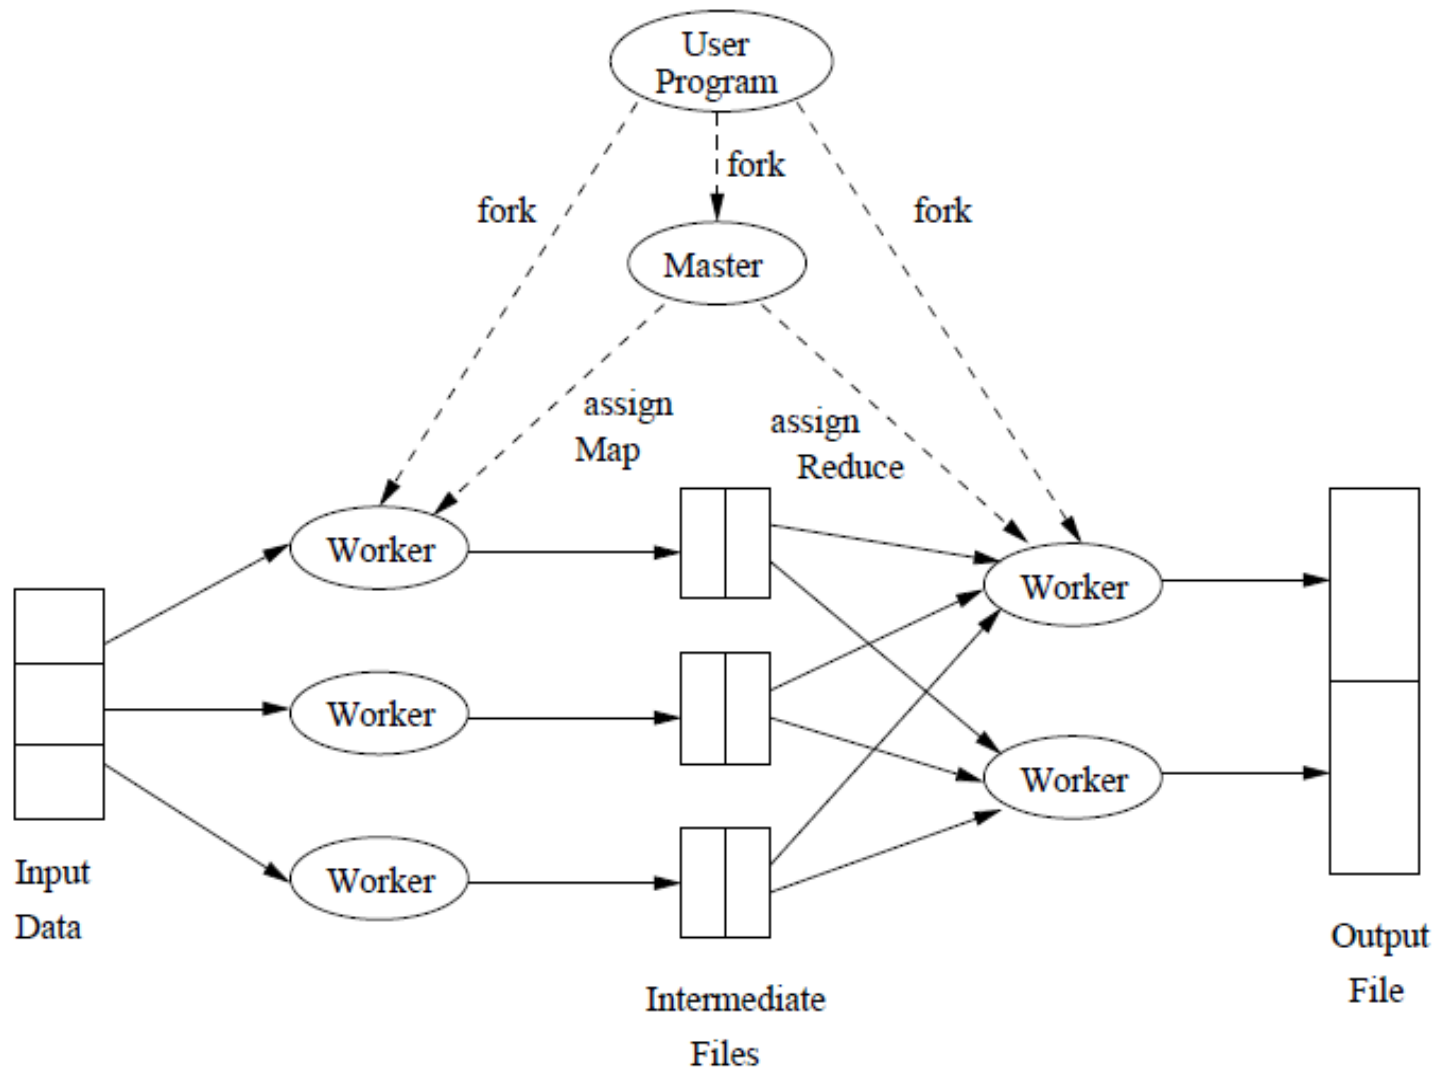 User
Program
fork
fork
fork
Master
assign
Map
assign
Reduce
Worker
Worker
Worker
Worker
Worker
Input
Data
Intermediate
Files
Output
File